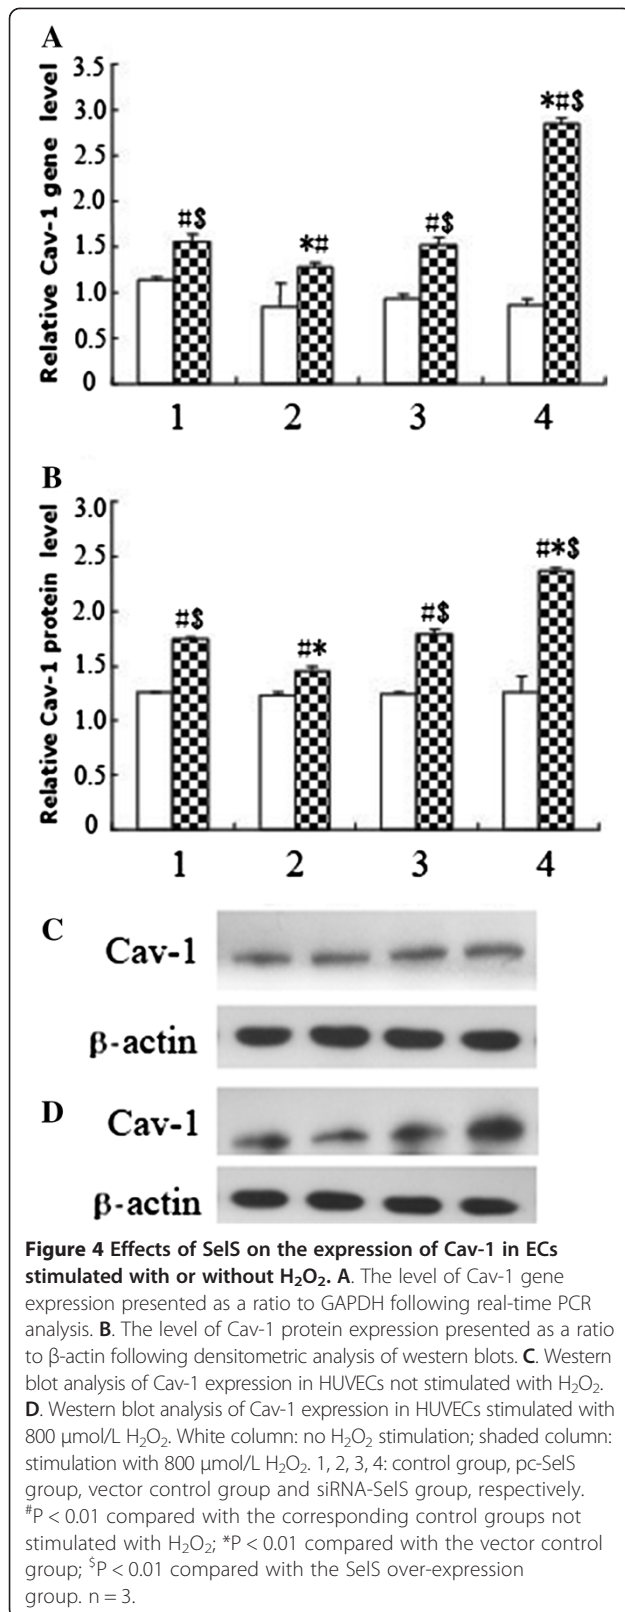 A
Relative Cav-1 gene level
3.5
3.0
2.5
2.0
1.5
1.0
0.5
0
#$
*#
#$
*#$
1 2 3 4
B
Relative Cav-1 protein level
3.0
2.5
2.0
1.5
1.0
0.5
0
#$
#*
#$
#*$
1 2 3 4
C
Cav-1
β-actin
D
Cav-1
β-actin
Figure 4 Effects of SelS on the expression of Cav-1 in ECs
stimulated with or without H₂O₂. A. The level of Cav-1 gene
expression presented as a ratio to GAPDH following real-time PCR
analysis. B. The level of Cav-1 protein expression presented as a ratio
to β-actin following densitometric analysis of western blots. C. Western
blot analysis of Cav-1 expression in HUVECs not stimulated with H₂O₂.
D. Western blot analysis of Cav-1 expression in HUVECs stimulated with
800 μmol/L H₂O₂. White column: no H₂O₂ stimulation; shaded column:
stimulation with 800 μmol/L H₂O₂. 1, 2, 3, 4: control group, pc-SelS
group, vector control group and siRNA-SelS group, respectively.
#P < 0.01 compared with the corresponding control groups not
stimulated with H₂O₂; *P < 0.01 compared with the vector control
group; $P < 0.01 compared with the SelS over-expression
group. n = 3.